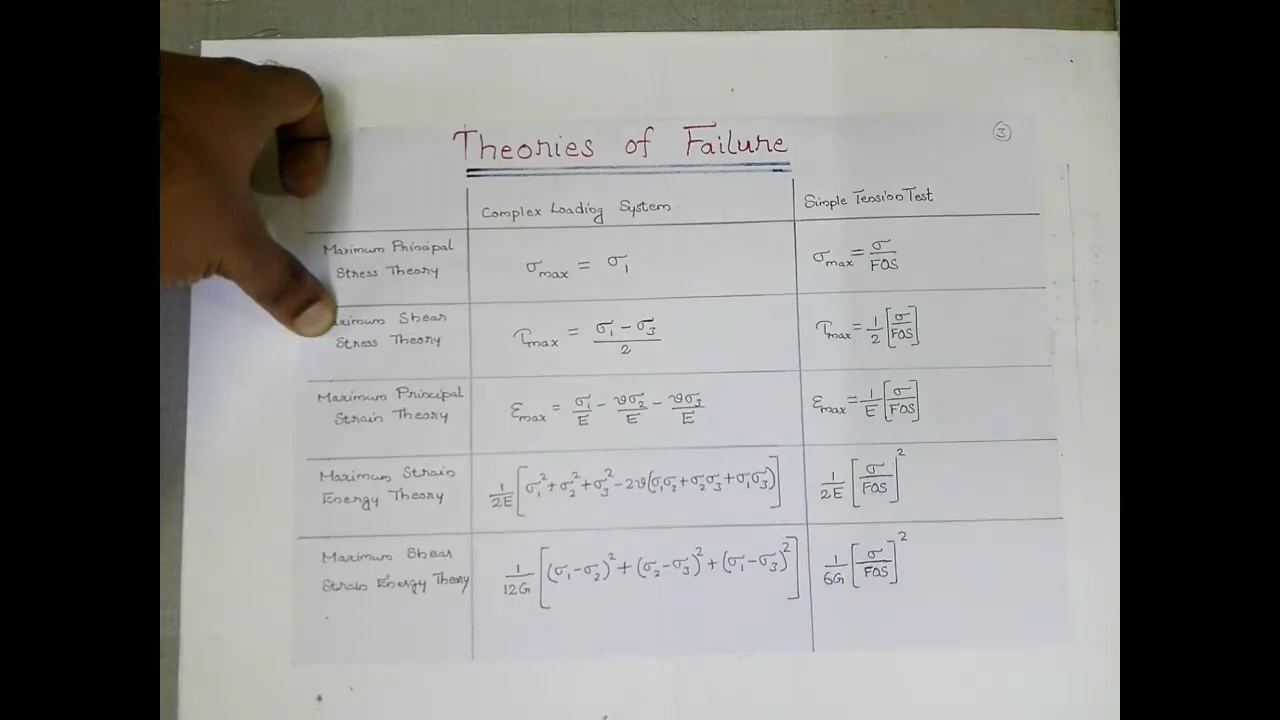 Theories of Failure
3
Complex Loading System
Simple Tension Test
Maximum Principal
Stress Theory
σmax = σ1
σmax = σ/FOS
aximum Shear
Stress Theory
τmax = (σ1 - σ3)/2
τmax = 1/2 [σ/FOS]
Maximum Principal
Strain Theory
εmax = σ1/E - νσ2/E - νσ3/E
εmax = 1/E [σ/FOS]
Maximum Strain
Energy Theory
1/2E [σ1² + σ2² + σ3² - 2ν(σ1σ2 + σ2σ3 + σ1σ3)]
1/2E [σ/FOS]²
Maximum Shear
Strain Energy Theory
1/12G [(σ1 - σ2)² + (σ2 - σ3)² + (σ1 - σ3)²]
1/6G [σ/FOS]²